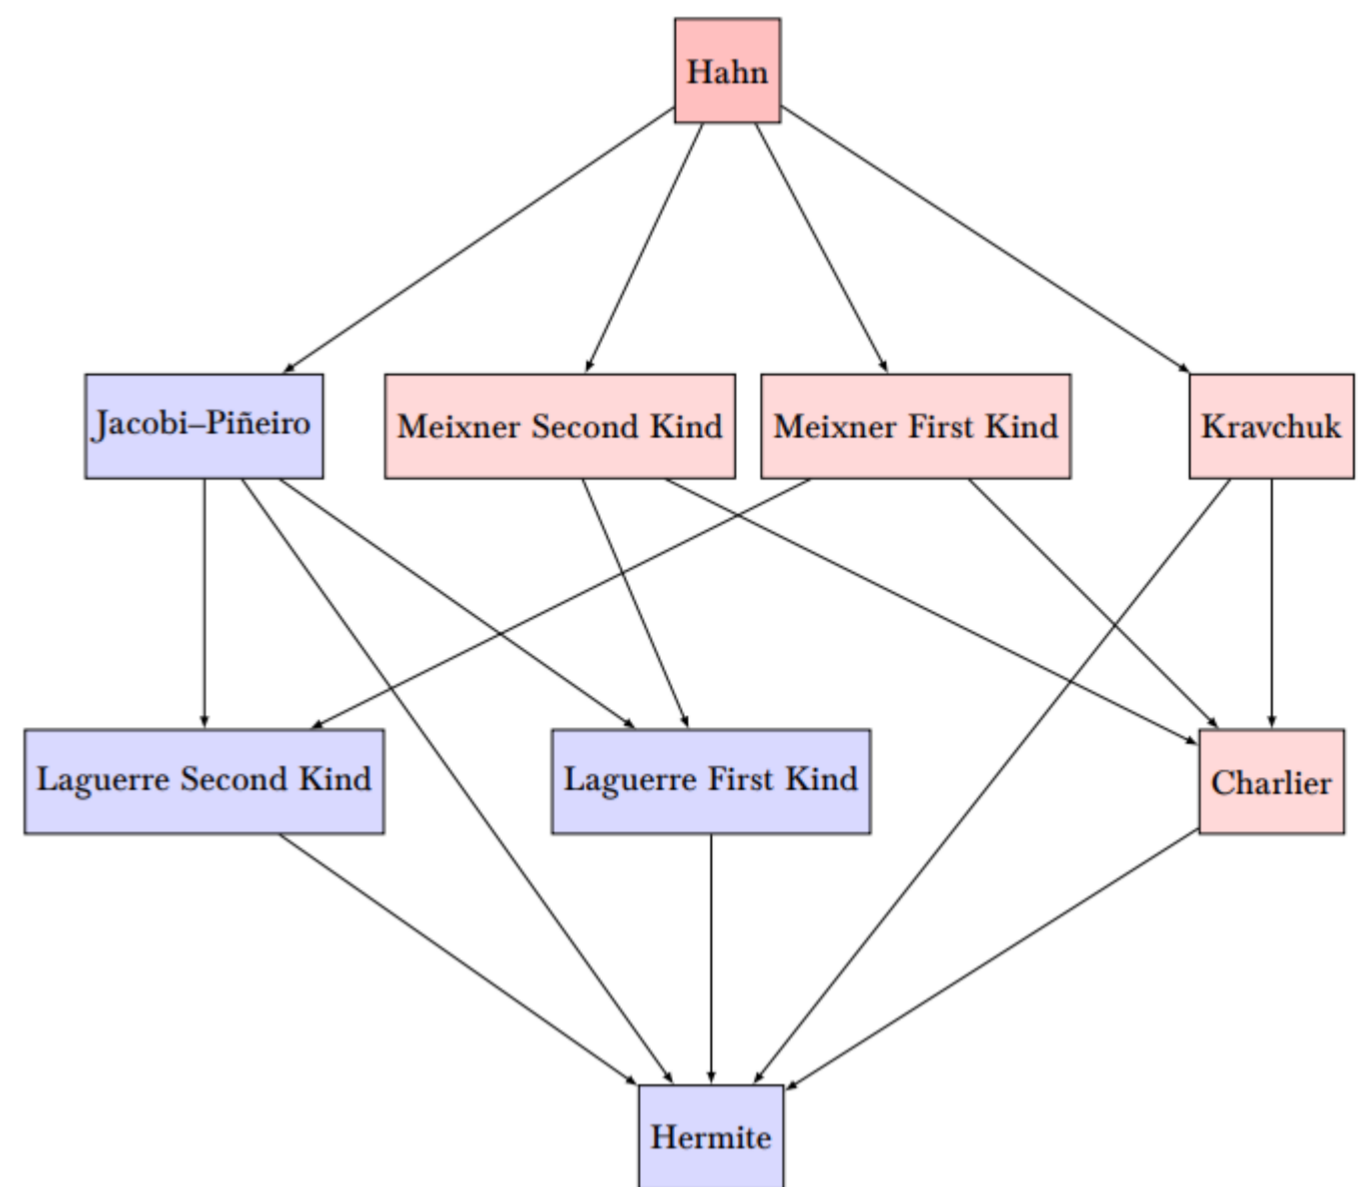 Hahn
Jacobi–Piñeiro
Meixner Second Kind
Meixner First Kind
Kravchuk
Laguerre Second Kind
Laguerre First Kind
Charlier
Hermite